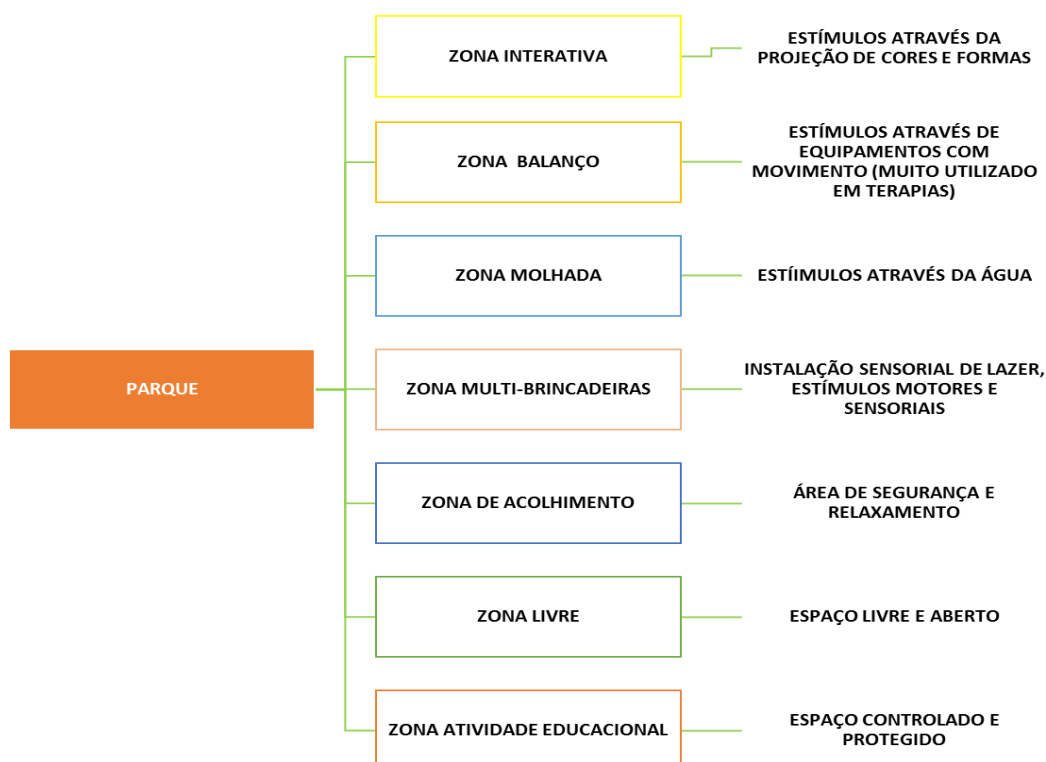 ZONA INTERATIVA
ESTÍMULOS ATRAVÉS DA
PROJEÇÃO DE CORES E FORMAS
ZONA  BALANÇO
ESTÍMULOS ATRAVÉS DE
EQUIPAMENTOS COM
MOVIMENTO (MUITO UTILIZADO
EM TERAPIAS)
ZONA MOLHADA
ESTÍIMULOS ATRAVÉS DA ÁGUA
PARQUE
ZONA MULTI-BRINCADEIRAS
INSTALAÇÃO SENSORIAL DE LAZER,
ESTÍMULOS MOTORES E
SENSORIAIS
ZONA DE ACOLHIMENTO
ÁREA DE SEGURANÇA E
RELAXAMENTO
ZONA LIVRE
ESPAÇO LIVRE E ABERTO
ZONA ATIVIDADE EDUCACIONAL
ESPAÇO CONTROLADO E
PROTEGIDO